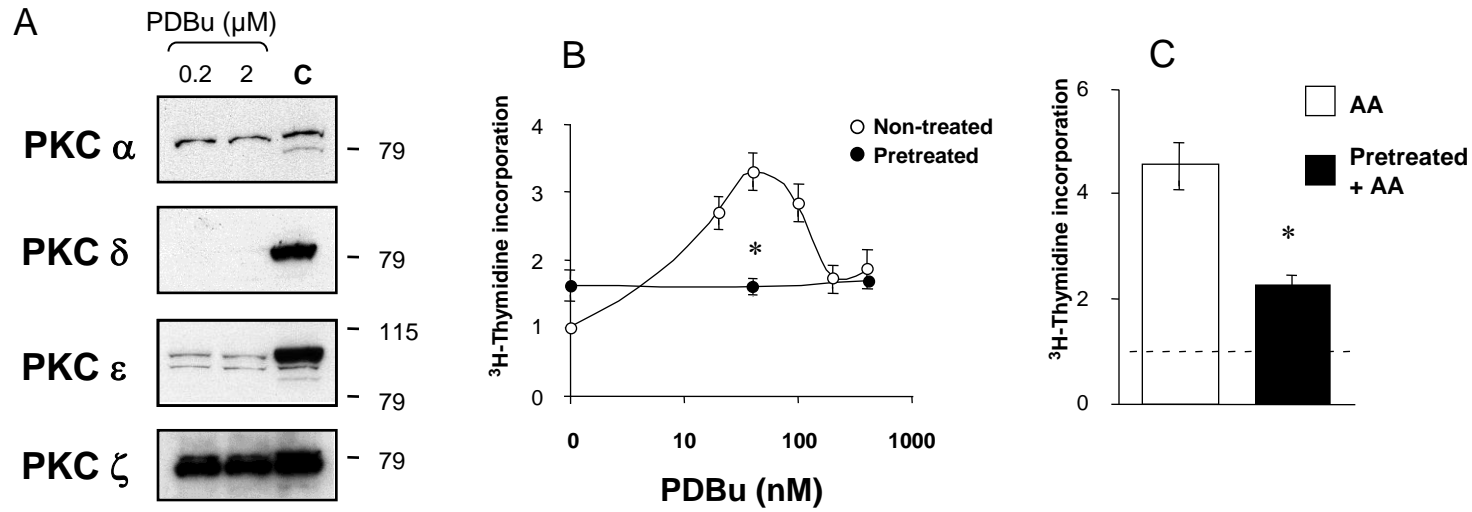 A
PDBu (µM)
0.2 2 C
PKC α
79
PKC δ
79
PKC ε
115
79
PKC ζ
79
B
³H-Thymidine incorporation
4
3
2
1
0
*
Non-treated
Pretreated
0 10 100 1000
PDBu (nM)
C
³H-Thymidine incorporation
6
4
2
0
*
AA
Pretreated
+ AA